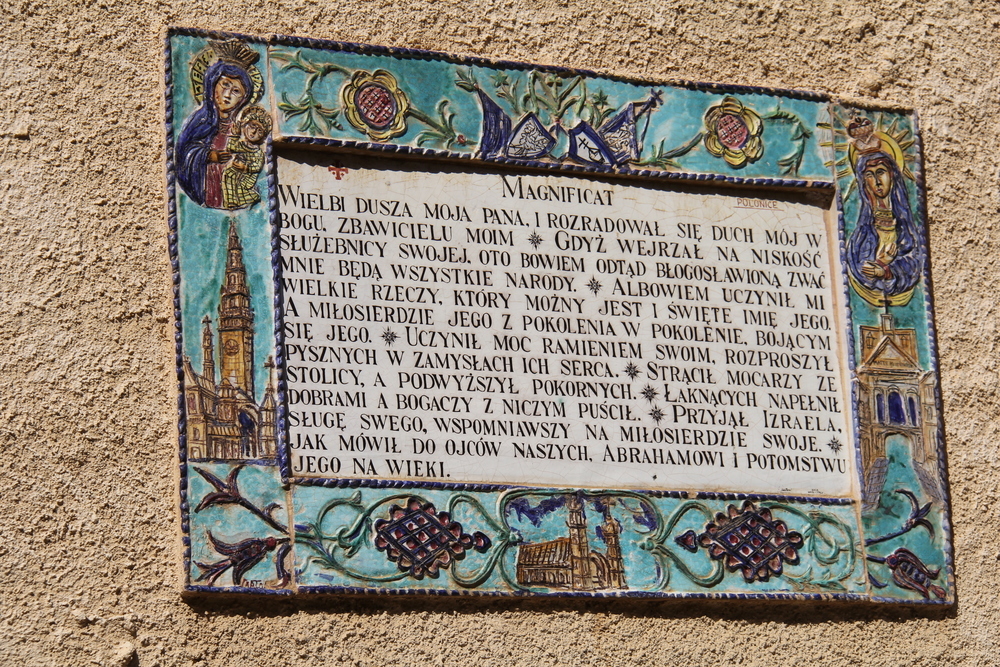 MAGNIFICAT
POLONICE
WIELBI DUSZA MOJA PANA. I ROZRADOWAŁ SIĘ DUCH MÓJ W
BOGU, ZBAWICIELU MOIM ✴ GDYŻ WEJRZAŁ NA NISKOŚĆ
SŁUŻEBNICY SWOJEJ. OTO BOWIEM ODTĄD BŁOGOSŁAWIONĄ ZWAĆ
MNIE BĘDĄ WSZYSTKIE NARODY. ✴ ALBOWIEM UCZYNIŁ MI
WIELKIE RZECZY, KTÓRY MOŻNY JEST I ŚWIĘTE IMIĘ JEGO.
A MIŁOSIERDZIE JEGO Z POKOLENIA W POKOLENIE, BOJĄCYM
SIĘ JEGO. ✴ UCZYNIŁ MOC RAMIENIEM SWOIM, ROZPROSZYŁ
PYSZNYCH W ZAMYSŁACH ICH SERCA. ✴ STRĄCIŁ MOCARZY ZE
STOLICY, A PODWYŻSZYŁ POKORNYCH. ✴ ŁAKNĄCYCH NAPEŁNIŁ
DOBRAMI A BOGACZY Z NICZYM PUŚCIŁ. ✴ PRZYJĄŁ IZRAELA,
SŁUGĘ SWEGO, WSPOMNIAWSZY NA MIŁOSIERDZIE SWOJE. ✴
JAK MÓWIŁ DO OJCÓW NASZYCH, ABRAHAMOWI I POTOMSTWU
JEGO NA WIEKI.